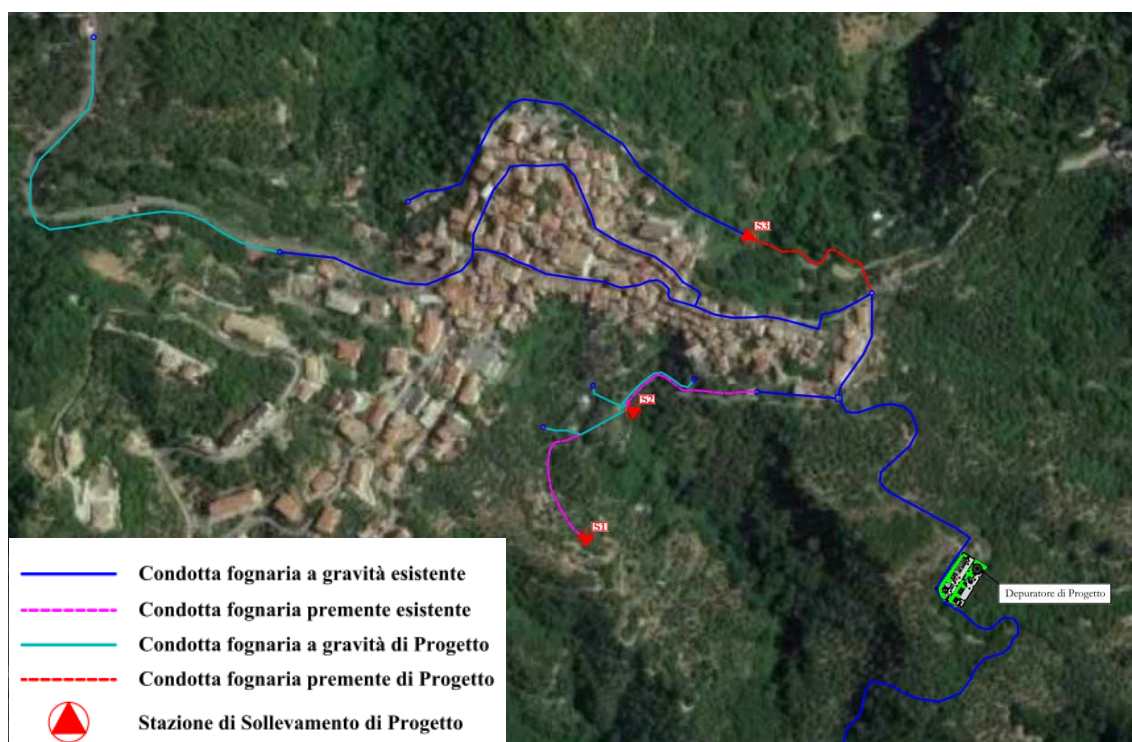 S3
S2
S1
Depuratore di Progetto
Condotta fognaria a gravità esistente
Condotta fognaria premente esistente
Condotta fognaria a gravità di Progetto
Condotta fognaria premente di Progetto
Stazione di Sollevamento di Progetto